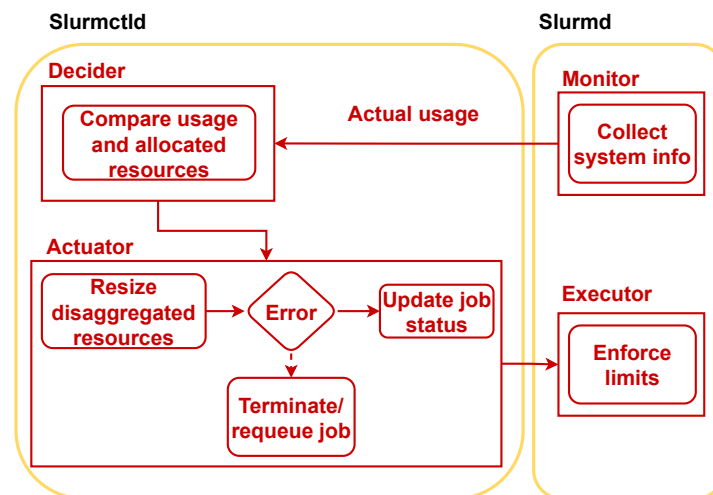 Slurmctld
Slurmd
Decider
Compare usage
and allocated
resources
Actual usage
Monitor
Collect
system info
Actuator
Resize
disaggregated
resources
Error
Update job
status
Terminate/
requeue job
Executor
Enforce
limits